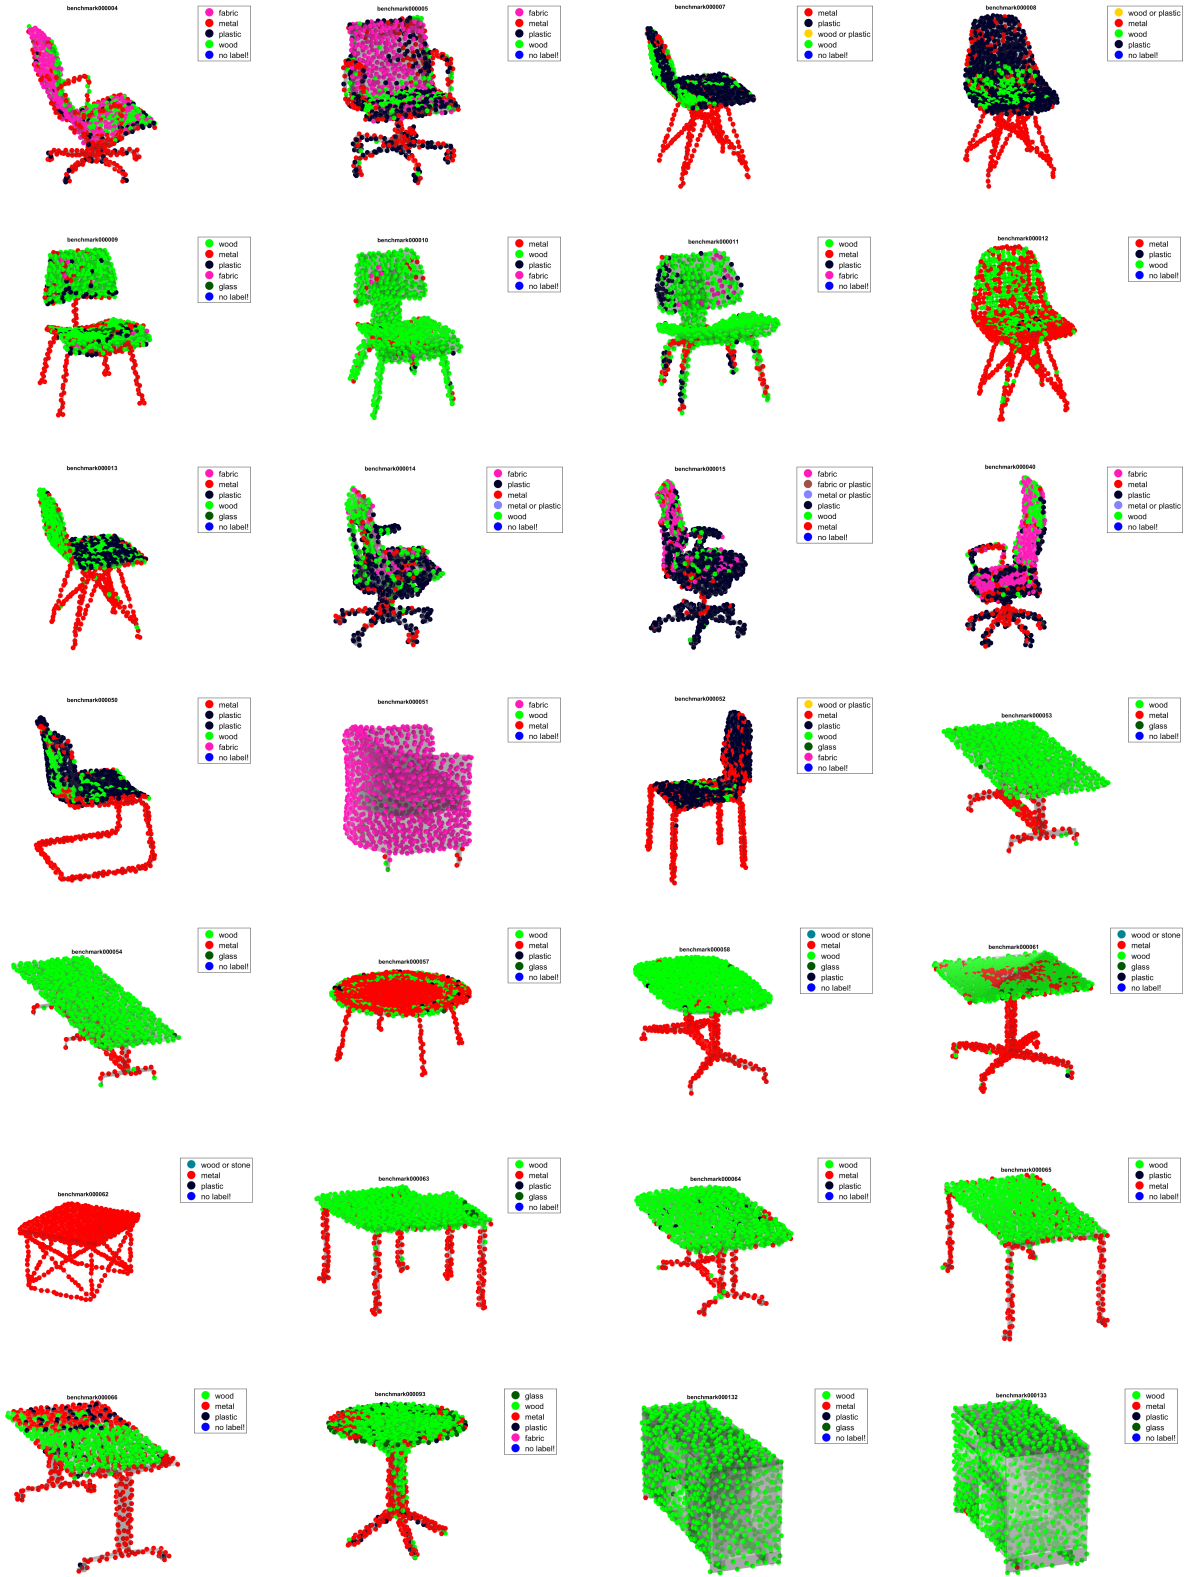 benchmark000004
fabric
metal
plastic
wood
no label!
benchmark000005
fabric
metal
plastic
wood
no label!
benchmark000007
metal
plastic
wood or plastic
wood
no label!
benchmark000008
wood or plastic
metal
wood
plastic
no label!
benchmark000009
wood
metal
plastic
fabric
glass
no label!
benchmark000010
metal
wood
plastic
fabric
no label!
benchmark000011
wood
metal
plastic
fabric
no label!
benchmark000012
metal
plastic
wood
no label!
benchmark000013
fabric
metal
plastic
wood
glass
no label!
benchmark000014
fabric
plastic
metal
metal or plastic
wood
no label!
benchmark000015
fabric
fabric or plastic
metal or plastic
plastic
wood
metal
no label!
benchmark000040
fabric
metal
plastic
metal or plastic
wood
no label!
benchmark000050
metal
plastic
plastic
wood
fabric
no label!
benchmark000051
fabric
wood
metal
no label!
benchmark000052
wood or plastic
metal
plastic
wood
glass
fabric
no label!
benchmark000053
wood
metal
glass
no label!
benchmark000054
wood
metal
glass
no label!
benchmark000057
wood
metal
plastic
glass
no label!
benchmark000058
wood or stone
metal
wood
glass
plastic
no label!
benchmark000061
wood or stone
metal
wood
glass
plastic
no label!
benchmark000062
wood or stone
metal
plastic
no label!
benchmark000063
wood
metal
plastic
glass
no label!
benchmark000064
wood
metal
plastic
no label!
benchmark000065
wood
plastic
metal
no label!
benchmark000066
wood
metal
plastic
no label!
benchmark000093
glass
wood
metal
plastic
fabric
no label!
benchmark000132
wood
metal
plastic
glass
no label!
benchmark000133
wood
metal
plastic
glass
no label!